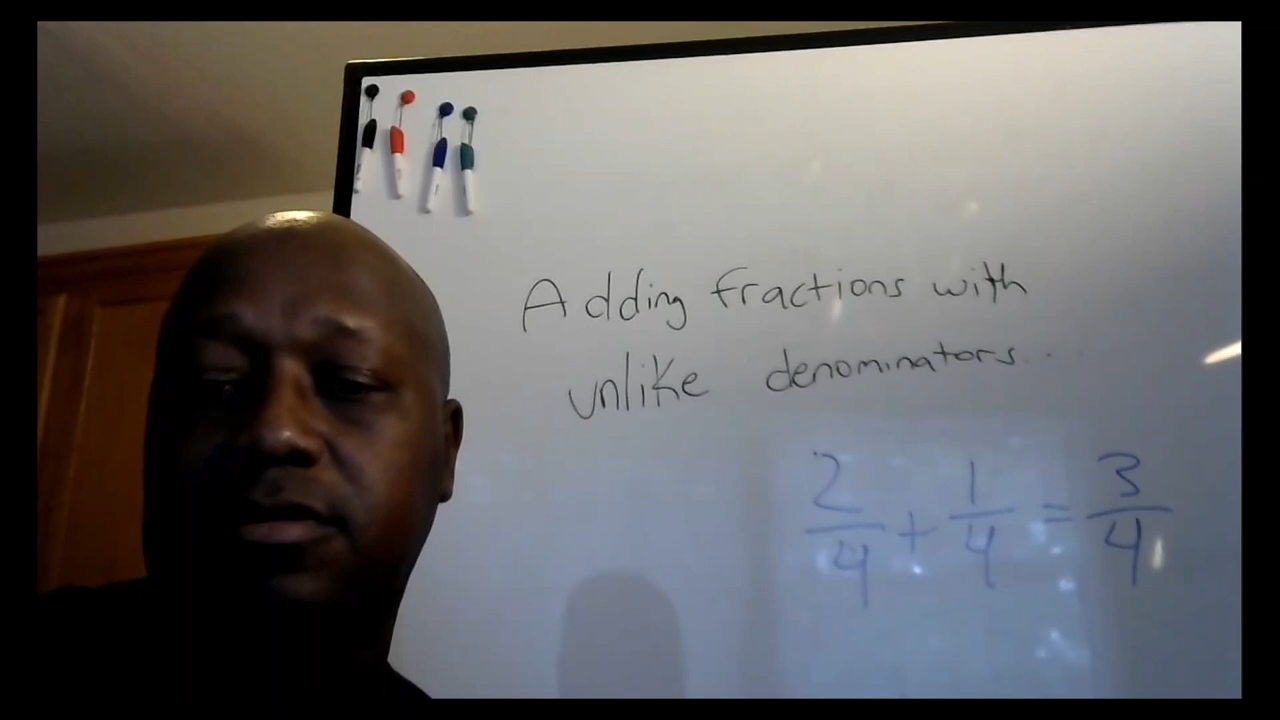 Adding fractions with
unlike denominators...
2/4 + 1/4 = 3/4